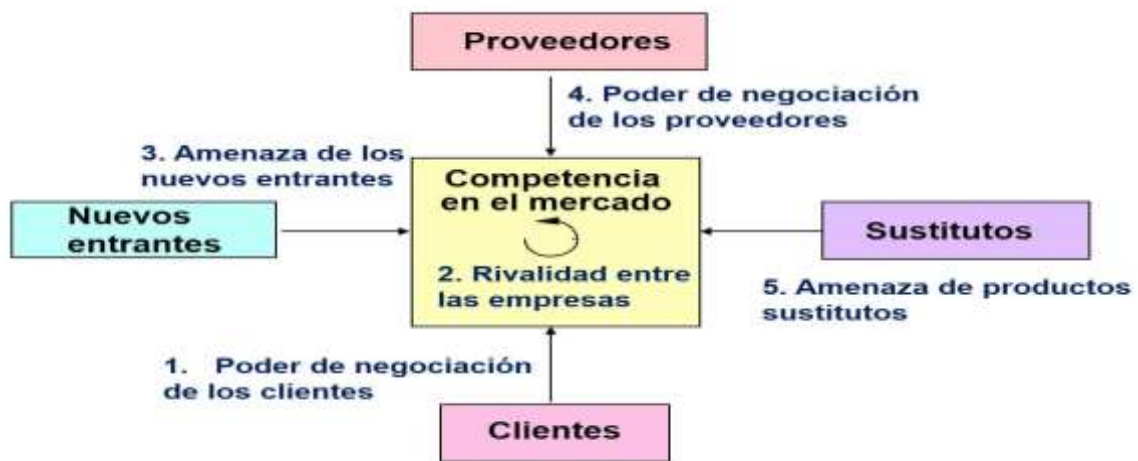 Proveedores
4. Poder de negociación
de los proveedores
3. Amenaza de los
nuevos entrantes
Competencia
en el mercado
Nuevos
entrantes
Sustitutos
2. Rivalidad entre
las empresas
5. Amenaza de productos
sustitutos
1. Poder de negociación
de los clientes
Clientes